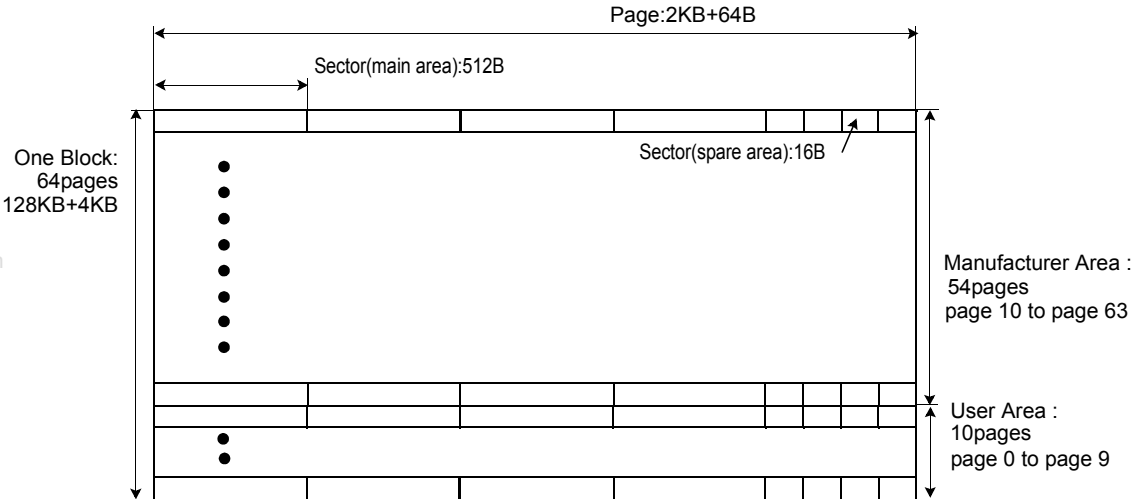 Page:2KB+64B
Sector(main area):512B
One Block:
64pages
128KB+4KB
Sector(spare area):16B
Manufacturer Area :
54pages
page 10 to page 63
User Area :
10pages
page 0 to page 9